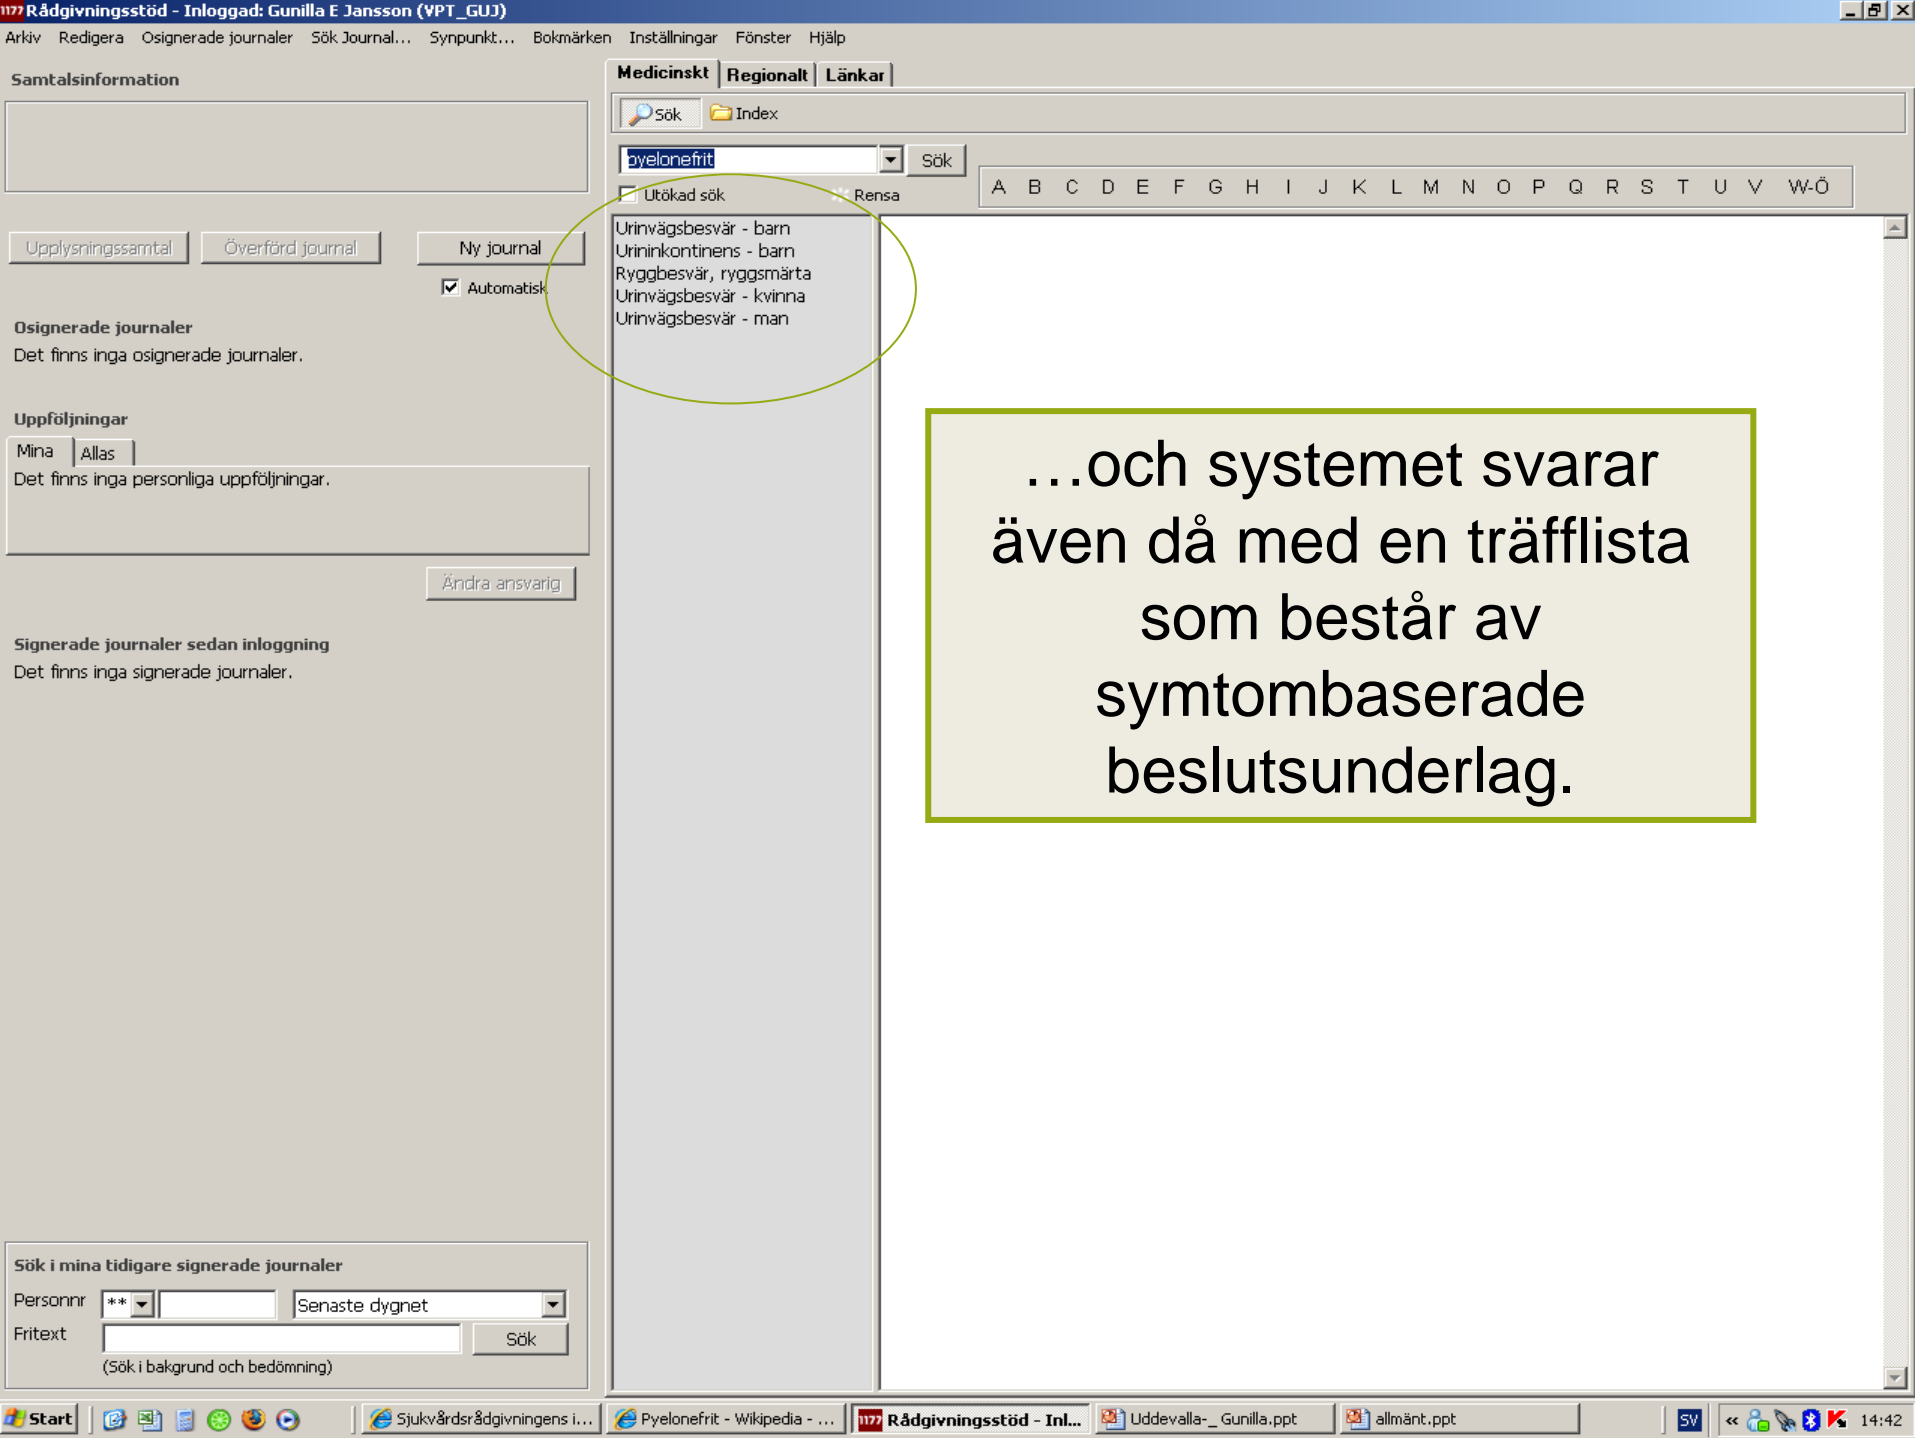 1177 Rådgivningsstöd - Inloggad: Gunilla E Jansson (VPT_GUJ)
Arkiv Redigera Osignerade journaler Sök Journal... Synpunkt... Bokmärken Inställningar Fönster Hjälp
Samtalsinformation
Upplysningssamtal Överförd journal Ny journal
Automatisk
Osignerade journaler
Det finns inga osignerade journaler.
Uppföljningar
Mina Allas
Det finns inga personliga uppföljningar.
Ändra ansvarig
Signerade journaler sedan inloggning
Det finns inga signerade journaler.
Sök i mina tidigare signerade journaler
Personnr ** Senaste dygnet
Fritext Sök
(Sök i bakgrund och bedömning)
Medicinskt Regionalt Länkar
Sök Index
pyelonefrit Sök
Utökad sök Rensa
A B C D E F G H I J K L M N O P Q R S T U V W-Ö
Urinvägsbesvär - barn
Urininkontinens - barn
Ryggbesvär, ryggsmärta
Urinvägsbesvär - kvinna
Urinvägsbesvär - man
…och systemet svarar
även då med en träfflista
som består av
symtombaserade
beslutsunderlag.
Start Sjukvårdsrådgivningens i... Pyelonefrit - Wikipedia - ... 1177 Rådgivningsstöd - Inl... Uddevalla-_ Gunilla.ppt allmänt.ppt SV « 14:42